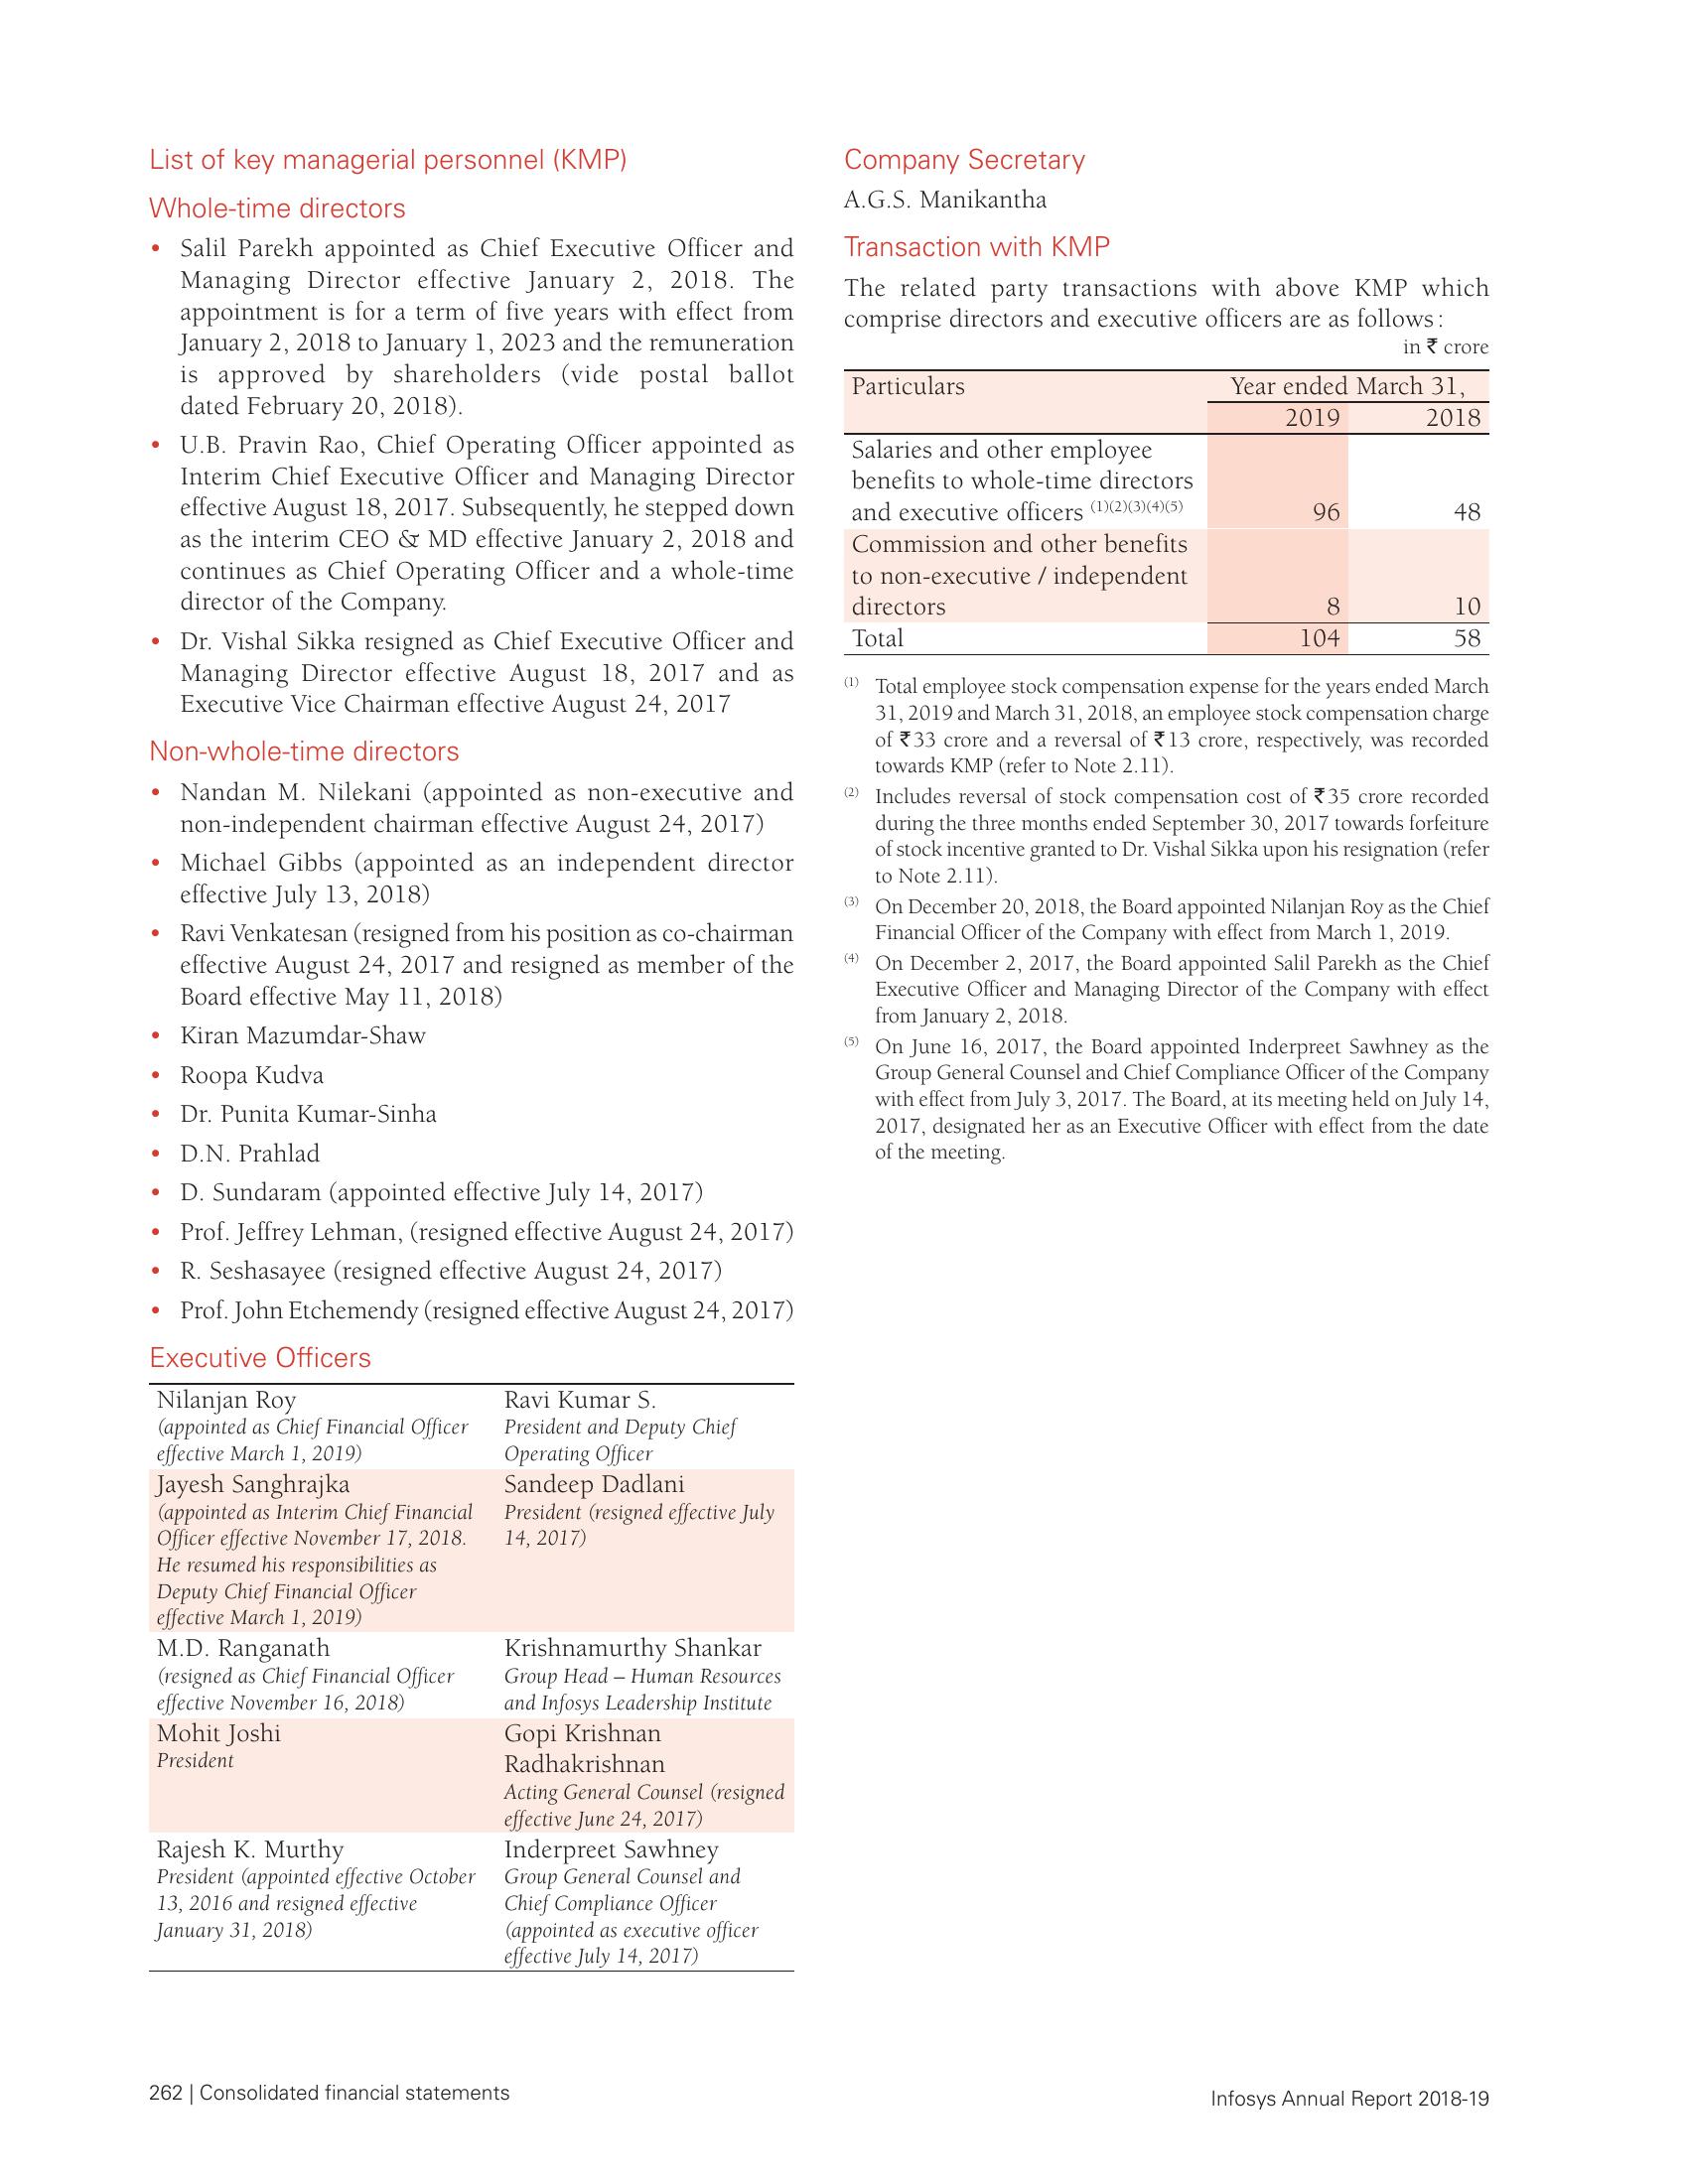 List of key managerial personnel (KMP)
Whole-time directors
• Salil Parekh appointed as Chief Executive Officer and
Managing Director effective January 2, 2018. The
appointment is for a term of five years with effect from
January 2, 2018 to January 1, 2023 and the remuneration
is approved by shareholders (vide postal ballot
dated February 20, 2018).
• U.B. Pravin Rao, Chief Operating Officer appointed as
Interim Chief Executive Officer and Managing Director
effective August 18, 2017. Subsequently, he stepped down
as the interim CEO & MD effective January 2, 2018 and
continues as Chief Operating Officer and a whole-time
director of the Company.
• Dr. Vishal Sikka resigned as Chief Executive Officer and
Managing Director effective August 18, 2017 and as
Executive Vice Chairman effective August 24, 2017
Non-whole-time directors
• Nandan M. Nilekani (appointed as non-executive and
non-independent chairman effective August 24, 2017)
• Michael Gibbs (appointed as an independent director
effective July 13, 2018)
• Ravi Venkatesan (resigned from his position as co-chairman
effective August 24, 2017 and resigned as member of the
Board effective May 11, 2018)
• Kiran Mazumdar-Shaw
• Roopa Kudva
• Dr. Punita Kumar-Sinha
• D.N. Prahlad
• D. Sundaram (appointed effective July 14, 2017)
• Prof. Jeffrey Lehman, (resigned effective August 24, 2017)
• R. Seshasayee (resigned effective August 24, 2017)
• Prof. John Etchemendy (resigned effective August 24, 2017)
Executive Officers
Nilanjan Roy
(appointed as Chief Financial Officer
effective March 1, 2019)
Ravi Kumar S.
President and Deputy Chief
Operating Officer
Jayesh Sanghrajka
(appointed as Interim Chief Financial
Officer effective November 17, 2018.
He resumed his responsibilities as
Deputy Chief Financial Officer
effective March 1, 2019)
Sandeep Dadlani
President (resigned effective July
14, 2017)
M.D. Ranganath
(resigned as Chief Financial Officer
effective November 16, 2018)
Krishnamurthy Shankar
Group Head – Human Resources
and Infosys Leadership Institute
Mohit Joshi
President
Gopi Krishnan
Radhakrishnan
Acting General Counsel (resigned
effective June 24, 2017)
Rajesh K. Murthy
President (appointed effective October
13, 2016 and resigned effective
January 31, 2018)
Inderpreet Sawhney
Group General Counsel and
Chief Compliance Officer
(appointed as executive officer
effective July 14, 2017)
Company Secretary
A.G.S. Manikantha
Transaction with KMP
The related party transactions with above KMP which
comprise directors and executive officers are as follows:
in ₹ crore
Particulars Year ended March 31,
2019 2018
Salaries and other employee
benefits to whole-time directors
and executive officers (1)(2)(3)(4)(5) 96 48
Commission and other benefits
to non-executive / independent
directors 8 10
Total 104 58
(1) Total employee stock compensation expense for the years ended March
31, 2019 and March 31, 2018, an employee stock compensation charge
of ₹33 crore and a reversal of ₹13 crore, respectively, was recorded
towards KMP (refer to Note 2.11).
(2) Includes reversal of stock compensation cost of ₹35 crore recorded
during the three months ended September 30, 2017 towards forfeiture
of stock incentive granted to Dr. Vishal Sikka upon his resignation (refer
to Note 2.11).
(3) On December 20, 2018, the Board appointed Nilanjan Roy as the Chief
Financial Officer of the Company with effect from March 1, 2019.
(4) On December 2, 2017, the Board appointed Salil Parekh as the Chief
Executive Officer and Managing Director of the Company with effect
from January 2, 2018.
(5) On June 16, 2017, the Board appointed Inderpreet Sawhney as the
Group General Counsel and Chief Compliance Officer of the Company
with effect from July 3, 2017. The Board, at its meeting held on July 14,
2017, designated her as an Executive Officer with effect from the date
of the meeting.
262 | Consolidated financial statements
Infosys Annual Report 2018-19